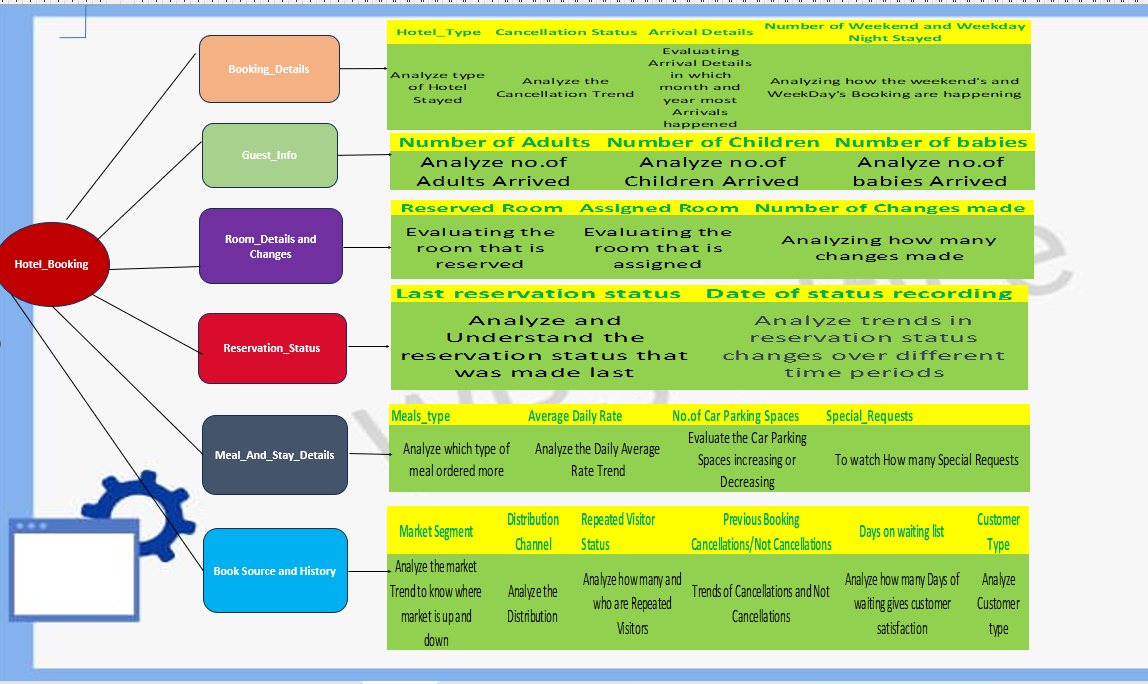 Hotel_Booking
Booking_Details
Hotel_Type Cancellation Status Arrival Details Number of Weekend and Weekday
Night Stayed
Analyze type
of Hotel
Stayed
Analyze the
Cancellation Trend
Evaluating
Arrival Details
in which
month and
year most
Arrivals
happened
Analyzing how the weekend's and
WeekDay's Booking are happening
Guest_Info
Number of Adults Number of Children Number of babies
Analyze no.of
Adults Arrived
Analyze no.of
Children Arrived
Analyze no.of
babies Arrived
Room_Details and
Changes
Reserved Room Assigned Room Number of Changes made
Evaluating the
room that is
reserved
Evaluating the
room that is
assigned
Analyzing how many
changes made
Reservation_Status
Last reservation status Date of status recording
Analyze and
Understand the
reservation status that
was made last
Analyze trends in
reservation status
changes over different
time periods
Meal_And_Stay_Details
Meals_type Average Daily Rate No.of Car Parking Spaces Special_Requests
Analyze which type of
meal ordered more
Analyze the Daily Average
Rate Trend
Evaluate the Car Parking
Spaces increasing or
Decreasing
To watch How many Special Requests
Book Source and History
Market Segment
Distribution
Channel
Repeated Visitor
Status
Previous Booking
Cancellations/Not Cancellations
Days on waiting list
Customer
Type
Analyze the market
Trend to know where
market is up and
down
Analyze the
Distribution
Analyze how many and
who are Repeated
Visitors
Trends of Cancellations and Not
Cancellations
Analyze how many Days of
waiting gives customer
satisfaction
Analyze
Customer
type